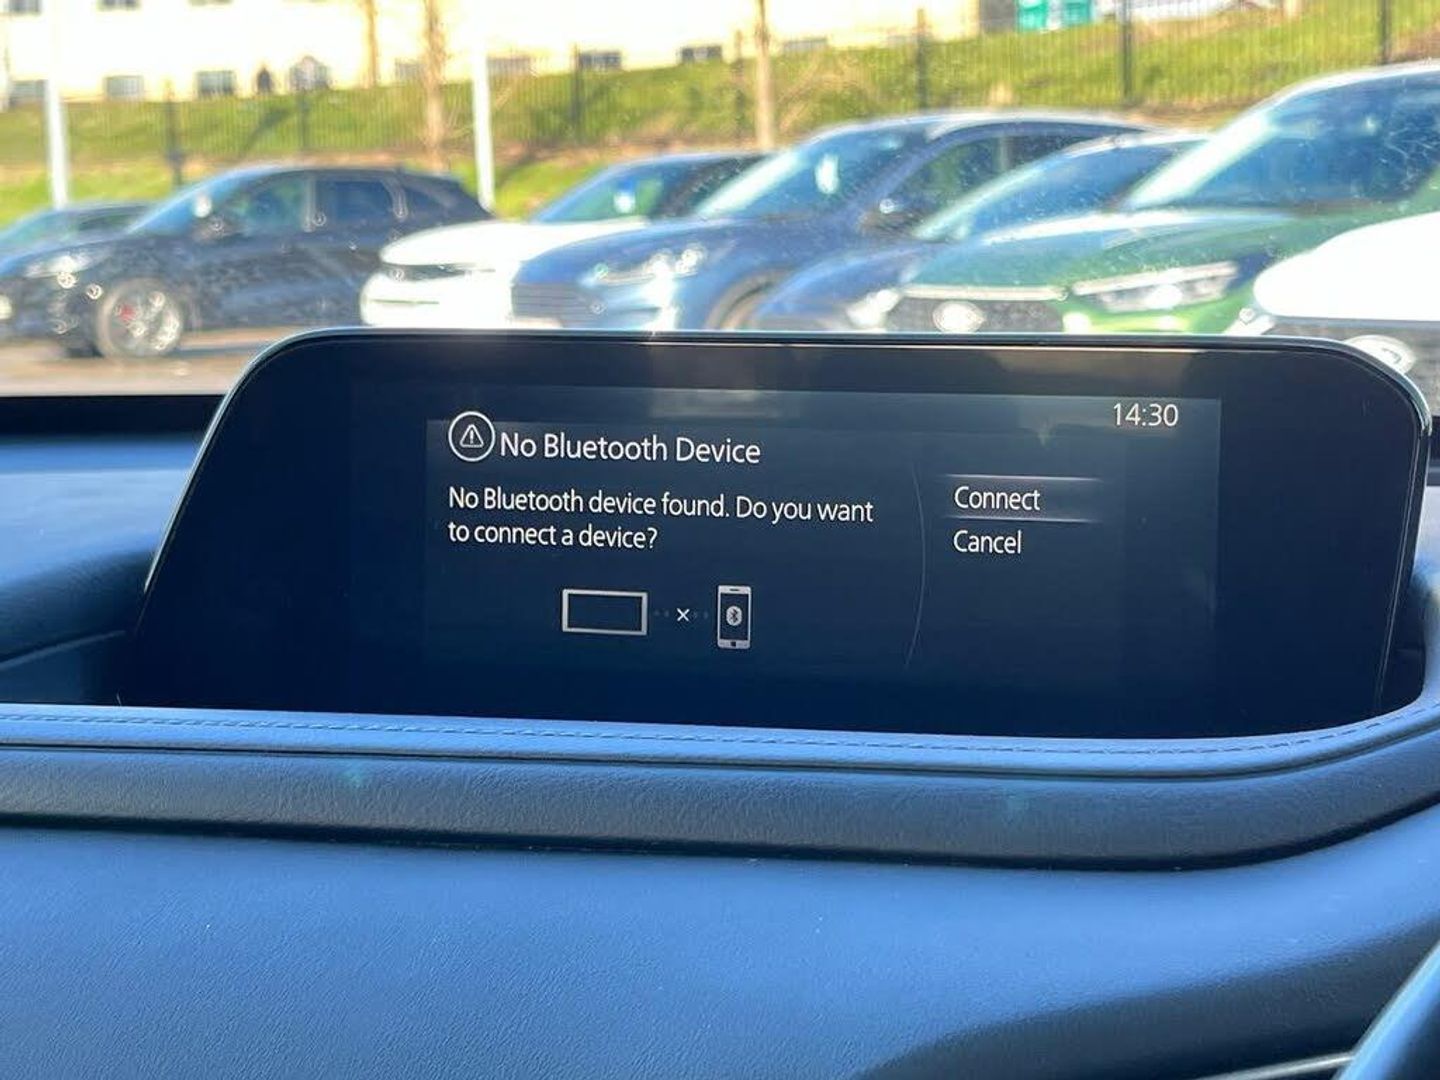 14:30
No Bluetooth Device
No Bluetooth device found. Do you want
to connect a device?
Connect
Cancel